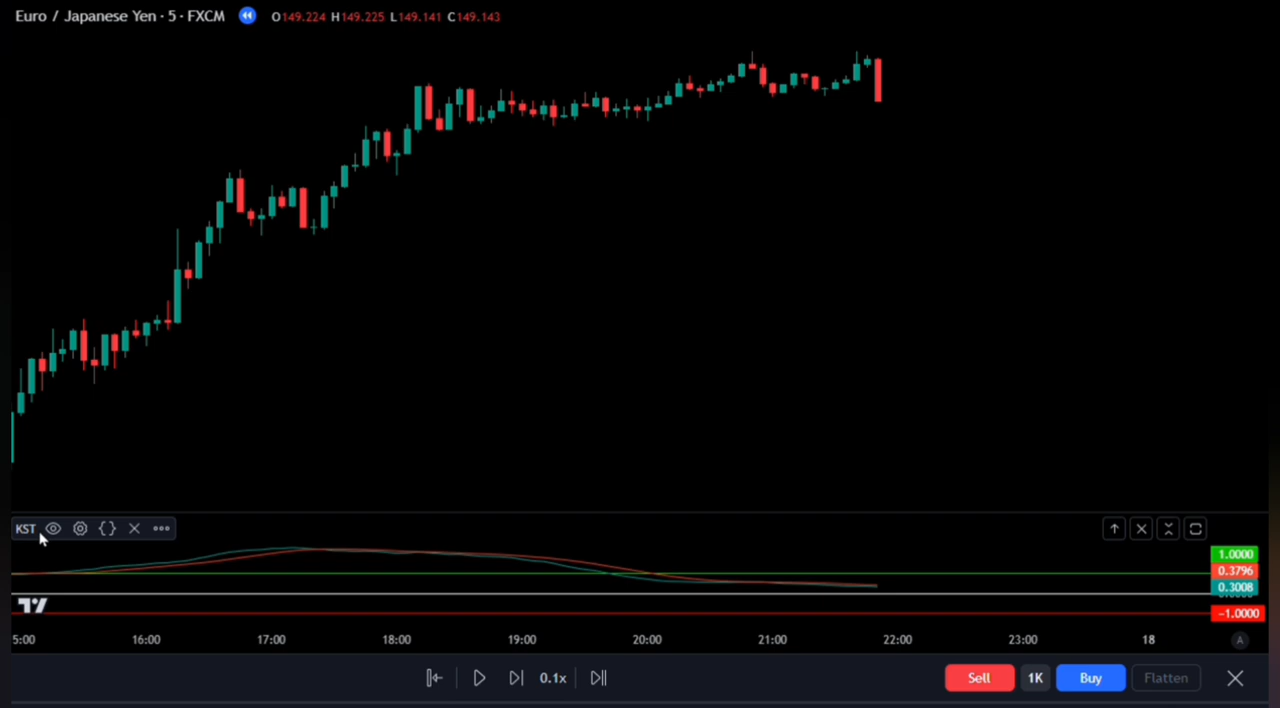 Euro / Japanese Yen · 5 · FXCM O149.224 H149.225 L149.141 C149.143
KST
1.0000
0.3796
0.3008
-1.0000
5:00 16:00 17:00 18:00 19:00 20:00 21:00 22:00 23:00 18 A
0.1x Sell 1K Buy Flatten